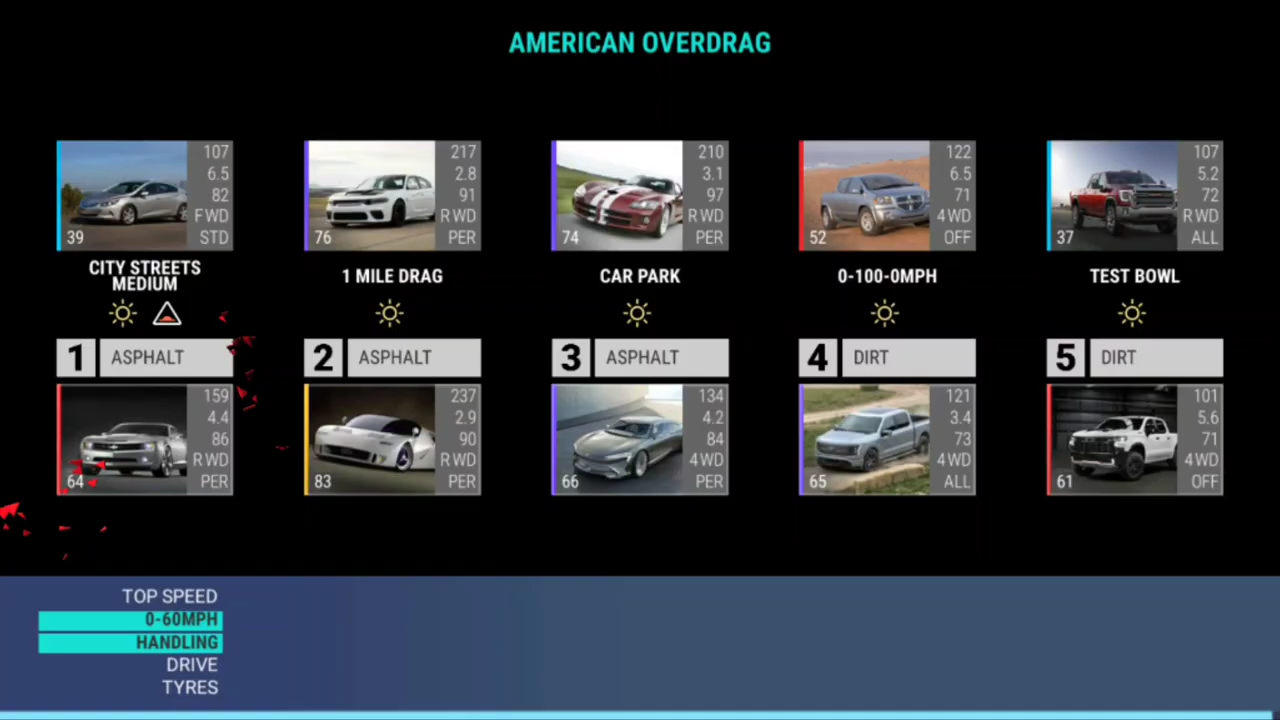 AMERICAN OVERDRAG
107
6.5
82
FWD
STD
39
217
2.8
91
RWD
PER
76
210
3.1
97
RWD
PER
74
122
6.5
71
4WD
OFF
52
107
5.2
72
RWD
ALL
37
CITY STREETS
MEDIUM
1 MILE DRAG
CAR PARK
0-100-0MPH
TEST BOWL
1 ASPHALT
2 ASPHALT
3 ASPHALT
4 DIRT
5 DIRT
159
4.4
86
RWD
PER
64
237
2.9
90
RWD
PER
83
134
4.2
84
4WD
PER
66
121
3.4
73
4WD
ALL
65
101
5.6
71
4WD
OFF
61
TOP SPEED
0-60MPH
HANDLING
DRIVE
TYRES